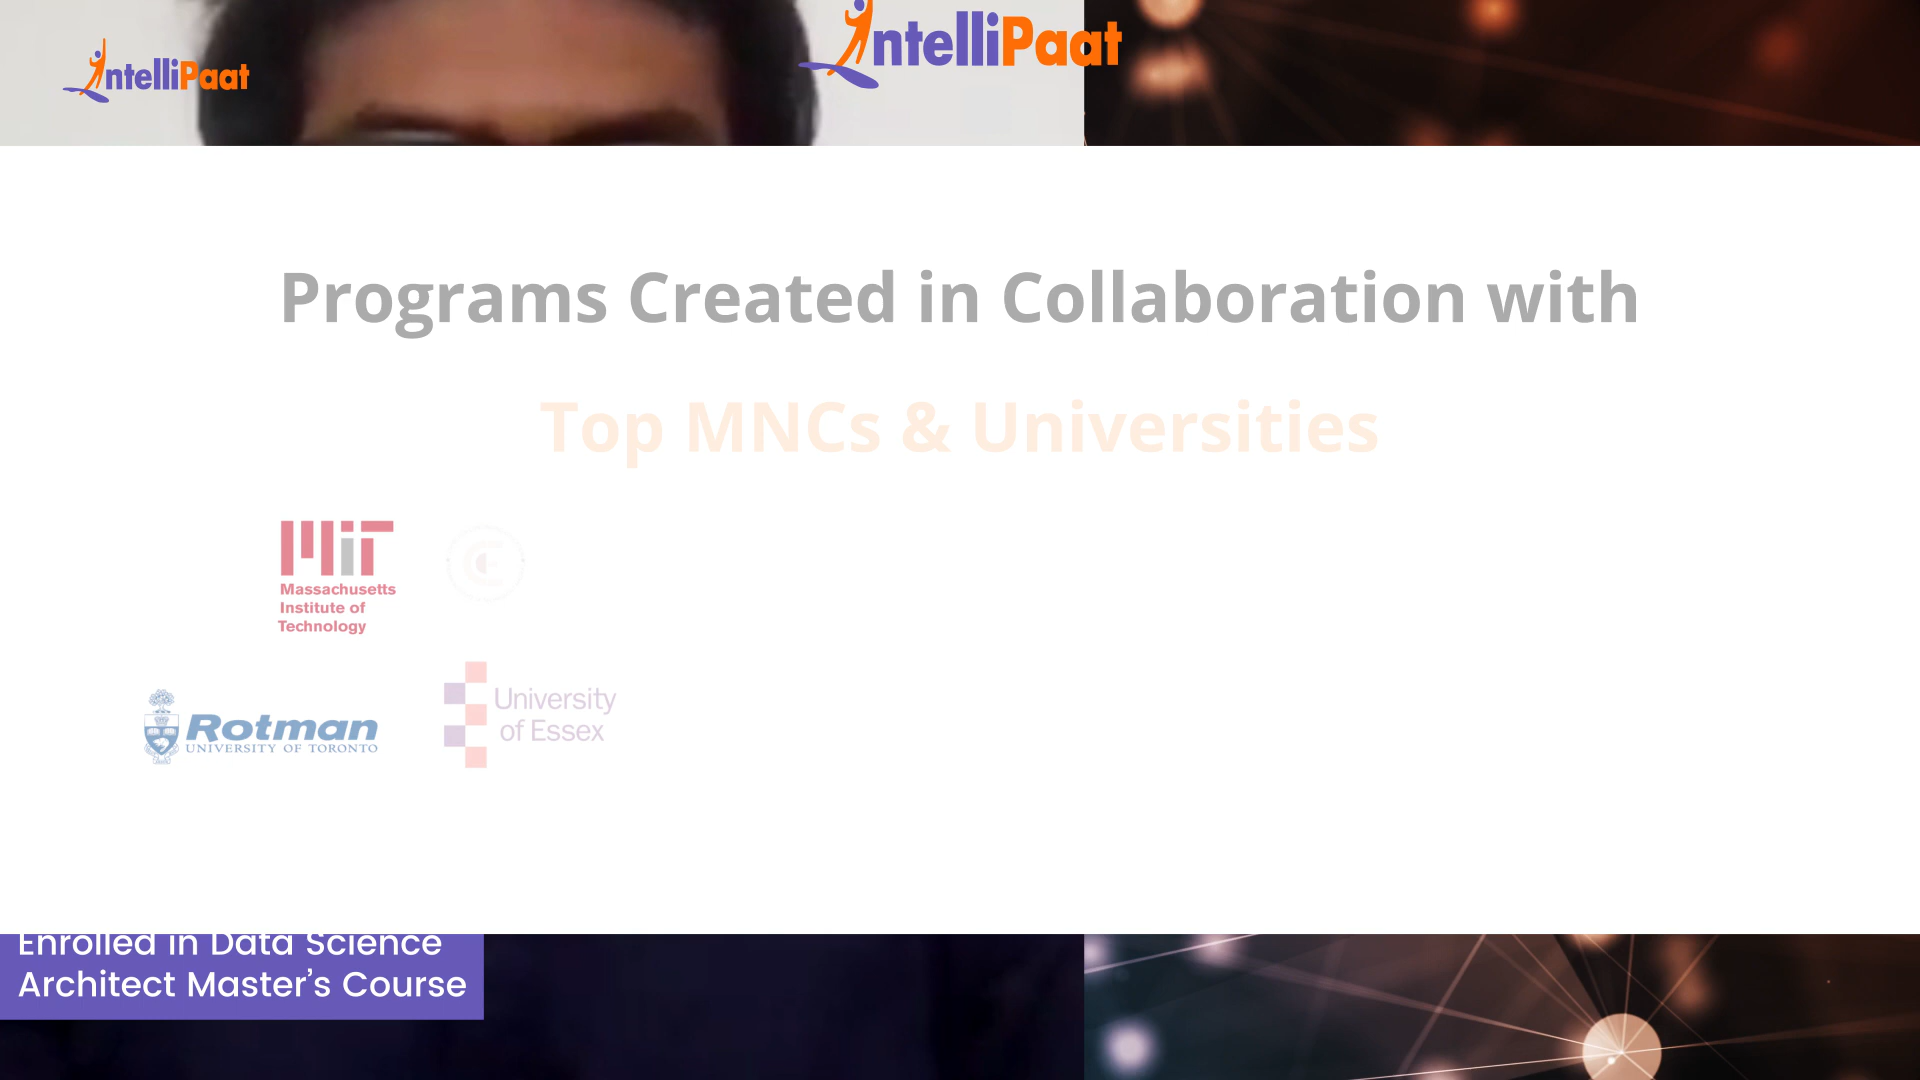 IntelliPaat
IntelliPaat
Programs Created in Collaboration with
Top MNCs & Universities
MIT
Massachusetts
Institute of
Technology
Rotman
UNIVERSITY OF TORONTO
University
of Essex
Enrolled in Data Science
Architect Master's Course